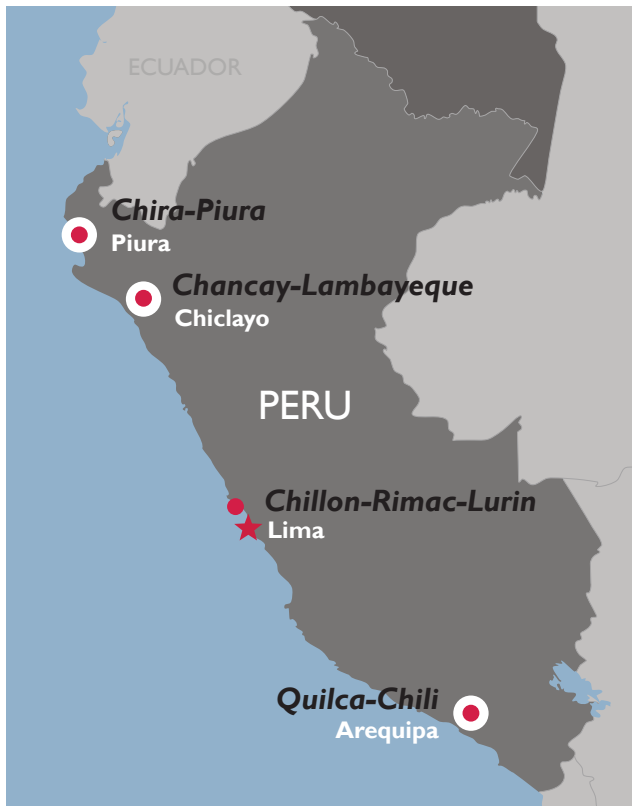 ECUADOR
Chira-Piura
Piura
Chancay-Lambayeque
Chiclayo
PERU
Chillon-Rimac-Lurin
Lima
Quilca-Chili
Arequipa